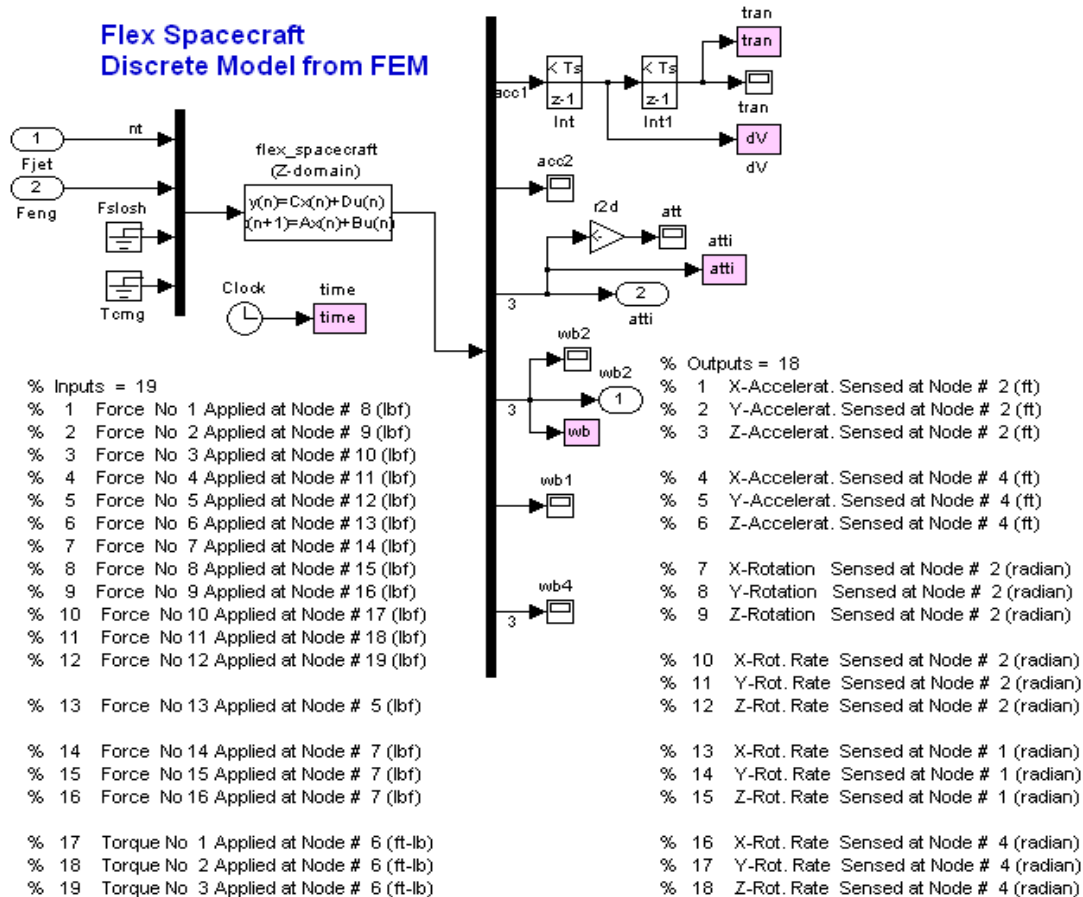 Flex Spacecraft
Discrete Model from FEM
1
Fjet
nt
2
Feng
Fslosh
Tcmg
flex_spacecraft
(Z-domain)
y(n)=Cx(n)+Du(n)
(n+1)=Ax(n)+Bu(n)
Clock
time
time
acc1
Ts
z-1
Int
Ts
z-1
Int1
tran
tran
tran
dV
dV
acc2
r2d
att
atti
atti
3
2
atti
wb2
wb2
3
1
wb
wb1
wb4
3
% Inputs = 19
% 1 Force No 1 Applied at Node # 8 (lbf)
% 2 Force No 2 Applied at Node # 9 (lbf)
% 3 Force No 3 Applied at Node # 10 (lbf)
% 4 Force No 4 Applied at Node # 11 (lbf)
% 5 Force No 5 Applied at Node # 12 (lbf)
% 6 Force No 6 Applied at Node # 13 (lbf)
% 7 Force No 7 Applied at Node # 14 (lbf)
% 8 Force No 8 Applied at Node # 15 (lbf)
% 9 Force No 9 Applied at Node # 16 (lbf)
% 10 Force No 10 Applied at Node # 17 (lbf)
% 11 Force No 11 Applied at Node # 18 (lbf)
% 12 Force No 12 Applied at Node # 19 (lbf)
% 13 Force No 13 Applied at Node # 5 (lbf)
% 14 Force No 14 Applied at Node # 7 (lbf)
% 15 Force No 15 Applied at Node # 7 (lbf)
% 16 Force No 16 Applied at Node # 7 (lbf)
% 17 Torque No 1 Applied at Node # 6 (ft-lb)
% 18 Torque No 2 Applied at Node # 6 (ft-lb)
% 19 Torque No 3 Applied at Node # 6 (ft-lb)
% Outputs = 18
% 1 X-Accelerat. Sensed at Node # 2 (ft)
% 2 Y-Accelerat. Sensed at Node # 2 (ft)
% 3 Z-Accelerat. Sensed at Node # 2 (ft)
% 4 X-Accelerat. Sensed at Node # 4 (ft)
% 5 Y-Accelerat. Sensed at Node # 4 (ft)
% 6 Z-Accelerat. Sensed at Node # 4 (ft)
% 7 X-Rotation Sensed at Node # 2 (radian)
% 8 Y-Rotation Sensed at Node # 2 (radian)
% 9 Z-Rotation Sensed at Node # 2 (radian)
% 10 X-Rot. Rate Sensed at Node # 2 (radian)
% 11 Y-Rot. Rate Sensed at Node # 2 (radian)
% 12 Z-Rot. Rate Sensed at Node # 2 (radian)
% 13 X-Rot. Rate Sensed at Node # 1 (radian)
% 14 Y-Rot. Rate Sensed at Node # 1 (radian)
% 15 Z-Rot. Rate Sensed at Node # 1 (radian)
% 16 X-Rot. Rate Sensed at Node # 4 (radian)
% 17 Y-Rot. Rate Sensed at Node # 4 (radian)
% 18 Z-Rot. Rate Sensed at Node # 4 (radian)